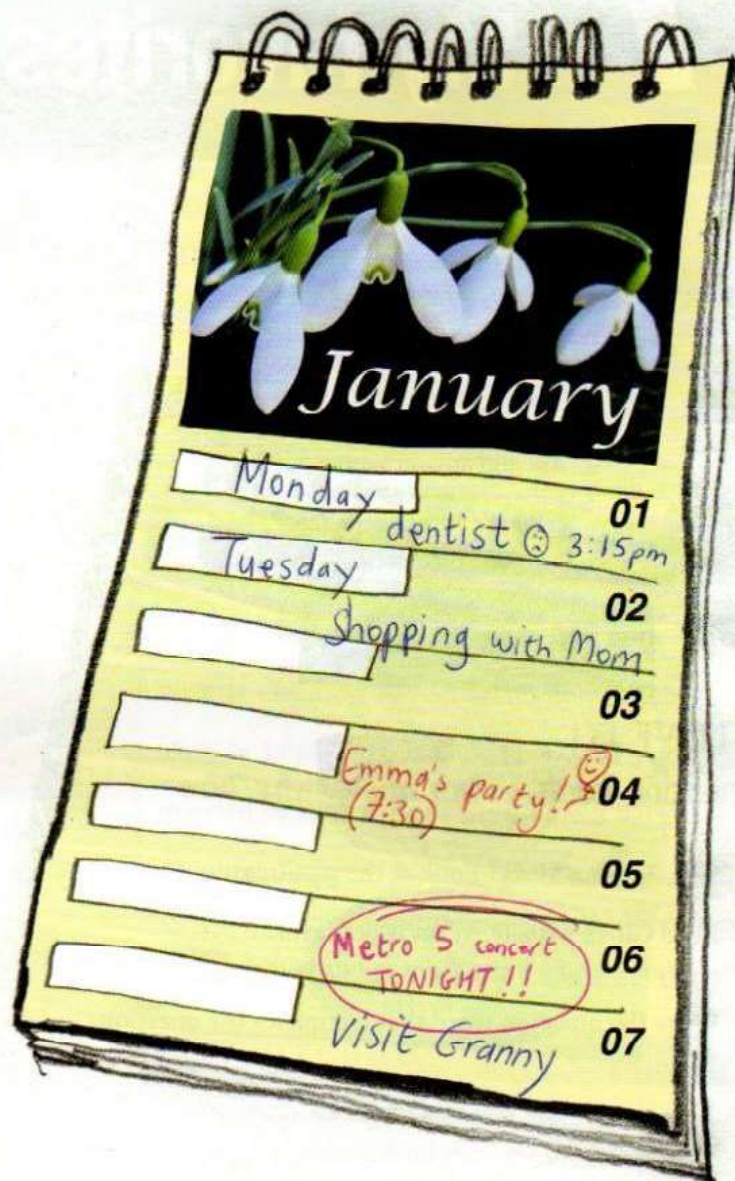 January
Monday 01
dentist 3:15pm
Tuesday 02
Shopping with Mom
03
Emma's party! 04
(7:30)
05
Metro 5 concert 06
TONIGHT!!
Visit Granny 07